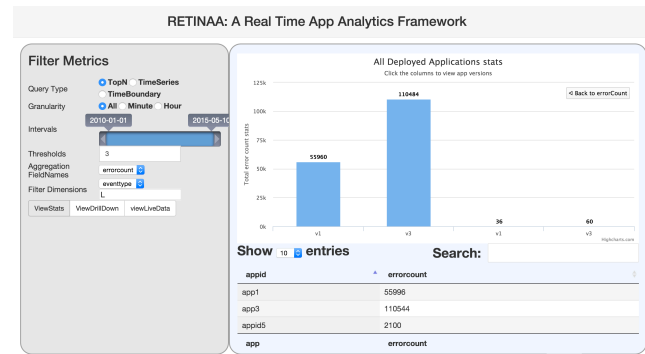 RETINAA: A Real Time App Analytics Framework
Filter Metrics
Query Type
TopN TimeSeries
TimeBoundary
Granularity
All Minute Hour
2010-01-01 2015-05-10
Intervals
Thresholds 3
Aggregation
FieldNames
errorcount
Filter Dimensions
eventtype
L
ViewStats ViewDrillDown viewLiveData
All Deployed Applications stats
Click the columns to view app versions
◁ Back to errorCount
Total error count stats
125k
100k
75k
50k
25k
0k
55960
110484
36
60
v1 v3 v1 v3
Highcharts.com
Show 10 entries Search:
appid errorcount
app1 55996
app3 110544
appid5 2100
app errorcount